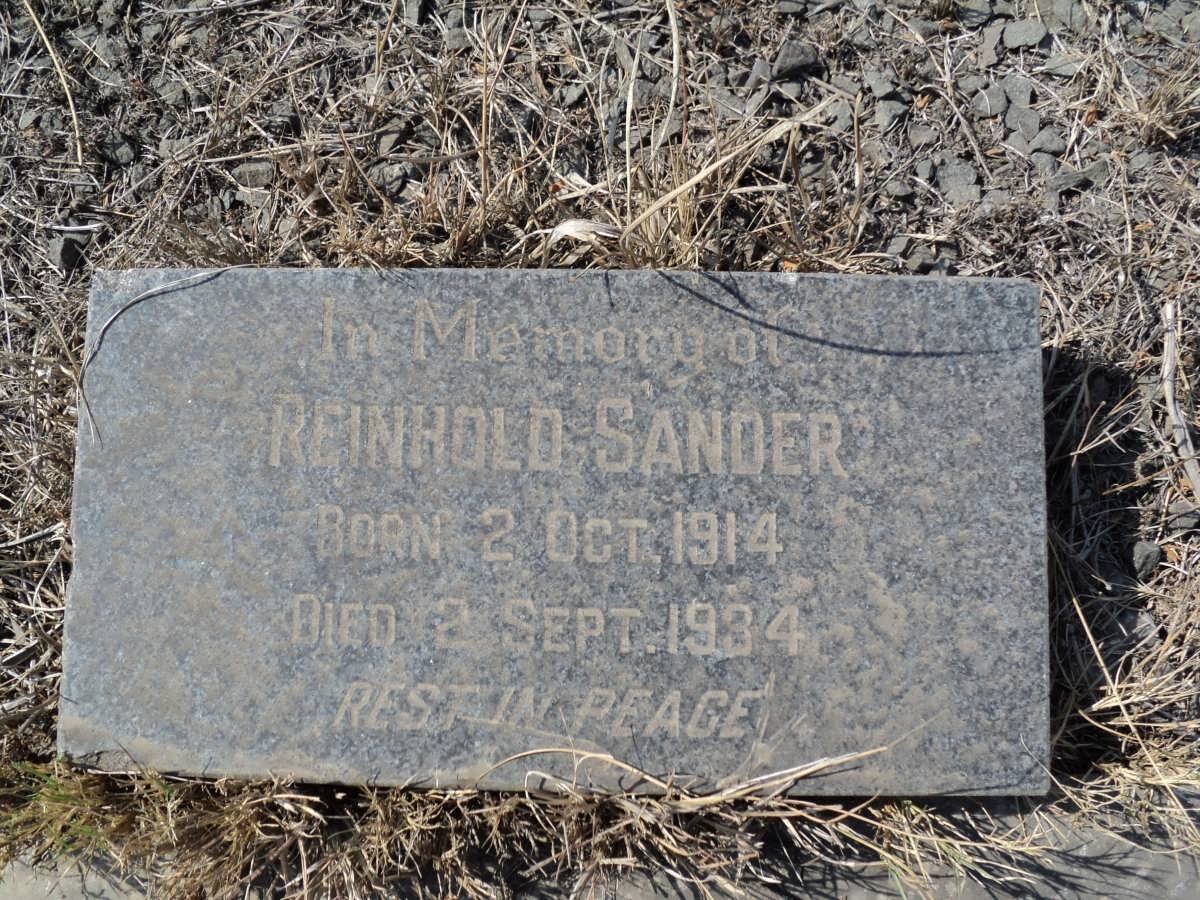 In Memory of
REINHOLD SANDER
BORN 2 OCT. 1914
DIED 2 SEPT. 1934
REST IN PEACE